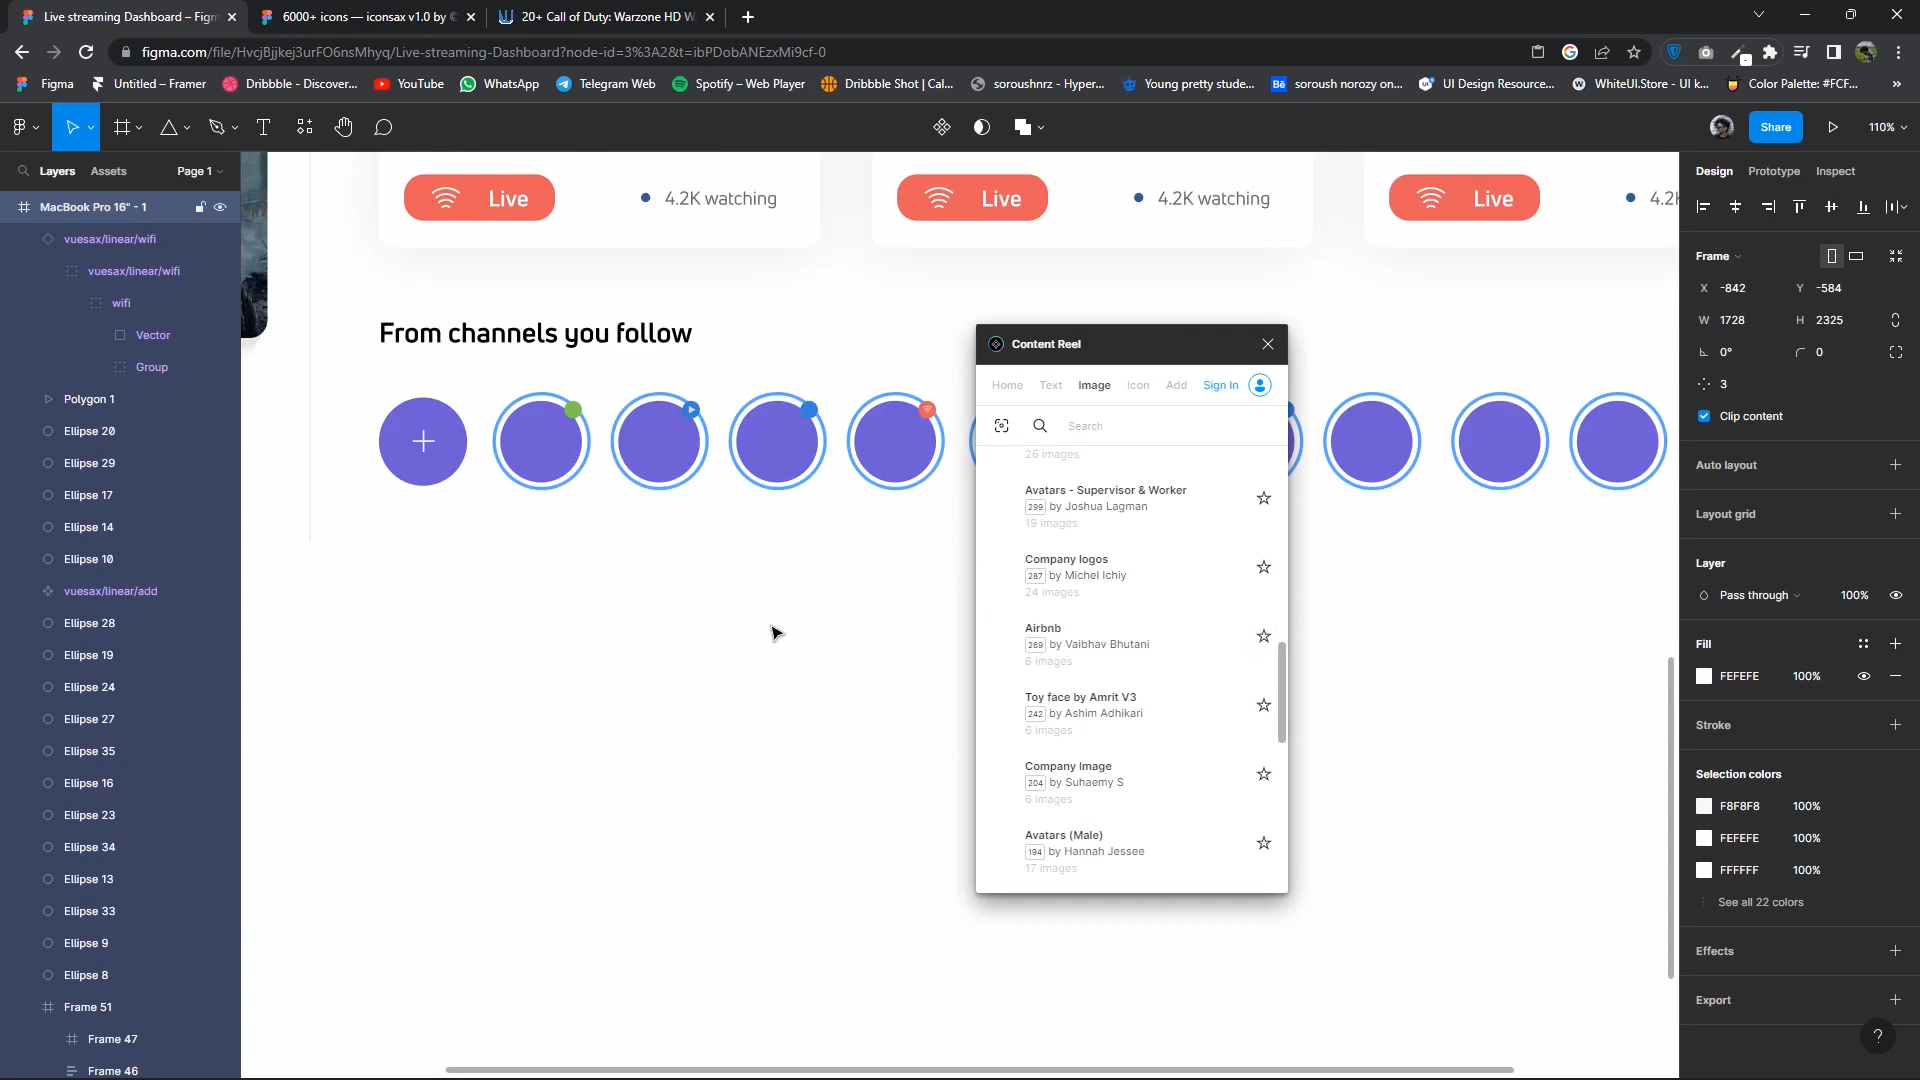 Live streaming Dashboard – Figm
6000+ icons — iconsax v1.0 by
20+ Call of Duty: Warzone HD W
figma.com/file/HvcjBjjkej3urFO6nsMhyq/Live-streaming-Dashboard?node-id=3%3A2&t=ibPDobANEzxMi9cf-0
Figma
Untitled – Framer
Dribbble - Discover...
YouTube
WhatsApp
Telegram Web
Spotify – Web Player
Dribbble Shot | Cal...
soroushnrz - Hyper...
Young pretty stude...
Bē soroush norozy on...
UI Design Resource...
WhiteUI.Store - UI k...
Color Palette: #FCF...
Share
110%
Layers
Assets
Page 1
MacBook Pro 16" - 1
vuesax/linear/wifi
vuesax/linear/wifi
wifi
Vector
Group
Polygon 1
Ellipse 20
Ellipse 29
Ellipse 17
Ellipse 14
Ellipse 10
vuesax/linear/add
Ellipse 28
Ellipse 19
Ellipse 24
Ellipse 27
Ellipse 35
Ellipse 16
Ellipse 23
Ellipse 34
Ellipse 13
Ellipse 33
Ellipse 9
Ellipse 8
Frame 51
Frame 47
Frame 46
Live
4.2K watching
Live
4.2K watching
Live
4.2K
From channels you follow
Content Reel
Home Text Image Icon Add Sign In
Search
26 images
Avatars - Supervisor & Worker
299 by Joshua Lagman
19 images
Company logos
287 by Michel Ichiy
24 images
Airbnb
269 by Vaibhav Bhutani
6 images
Toy face by Amrit V3
242 by Ashim Adhikari
6 images
Company Image
204 by Suhaemy S
6 images
Avatars (Male)
194 by Hannah Jessee
17 images
Design Prototype Inspect
Frame
X -842 Y -584
W 1728 H 2325
0° 0
3
Clip content
Auto layout
Layout grid
Layer
Pass through 100%
Fill
FEFEFE 100%
Stroke
Selection colors
F8F8F8 100%
FEFEFE 100%
FFFFFF 100%
See all 22 colors
Effects
Export
?